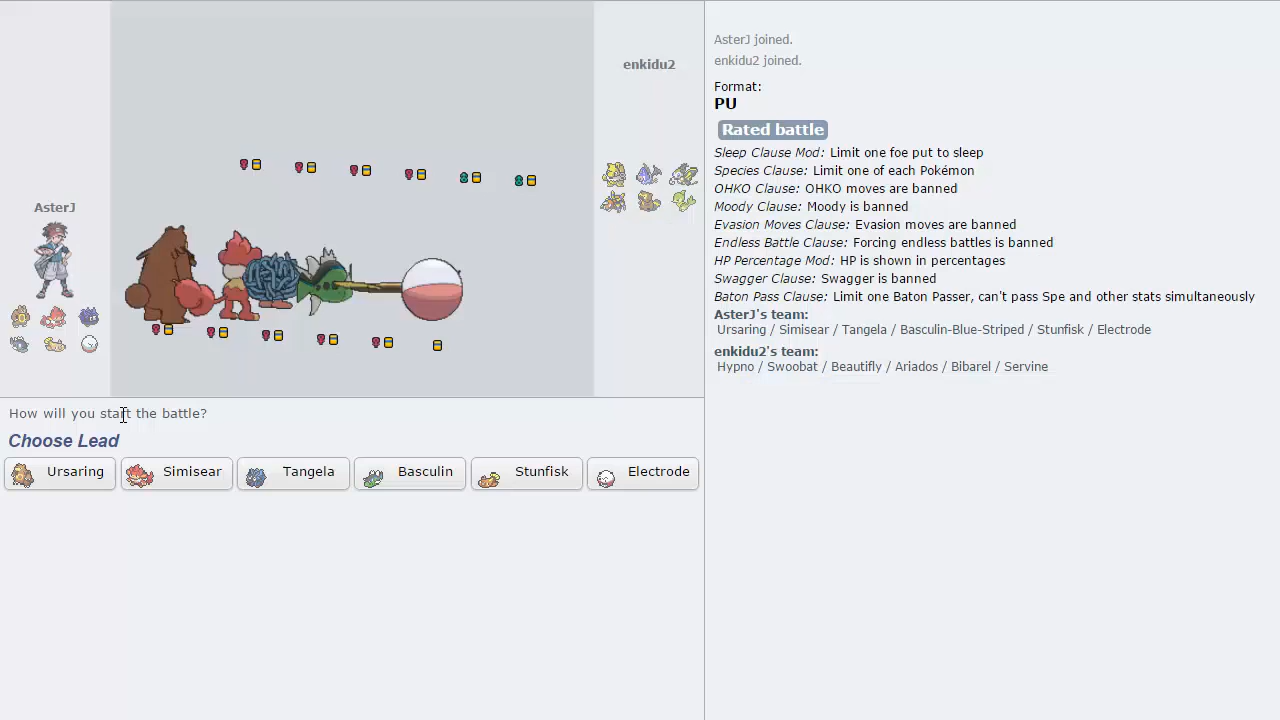 AsterJ
enkidu2
How will you start the battle?
Choose Lead
Ursaring
Simisear
Tangela
Basculin
Stunfisk
Electrode
AsterJ joined.
enkidu2 joined.
Format:
PU
Rated battle
Sleep Clause Mod: Limit one foe put to sleep
Species Clause: Limit one of each Pokémon
OHKO Clause: OHKO moves are banned
Moody Clause: Moody is banned
Evasion Moves Clause: Evasion moves are banned
Endless Battle Clause: Forcing endless battles is banned
HP Percentage Mod: HP is shown in percentages
Swagger Clause: Swagger is banned
Baton Pass Clause: Limit one Baton Passer, can't pass Spe and other stats simultaneously
AsterJ's team:
Ursaring / Simisear / Tangela / Basculin-Blue-Striped / Stunfisk / Electrode
enkidu2's team:
Hypno / Swoobat / Beautifly / Ariados / Bibarel / Servine